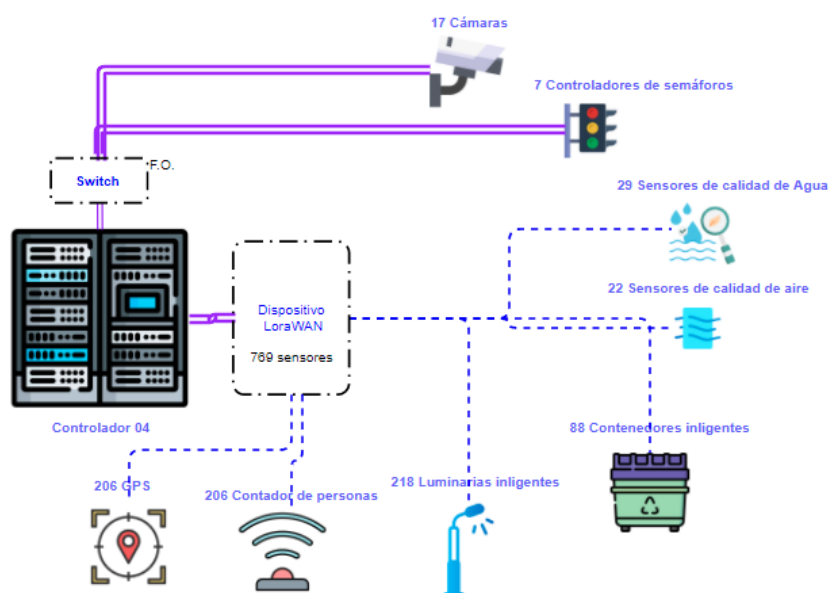 17 Cámaras
7 Controladores de semáforos
F.O.
Switch
29 Sensores de calidad de Agua
22 Sensores de calidad de aire
Dispositivo
LoraWAN
769 sensores
Controlador 04
88 Contenedores inligentes
206 GPS
206 Contador de personas
218 Luminarias inligentes